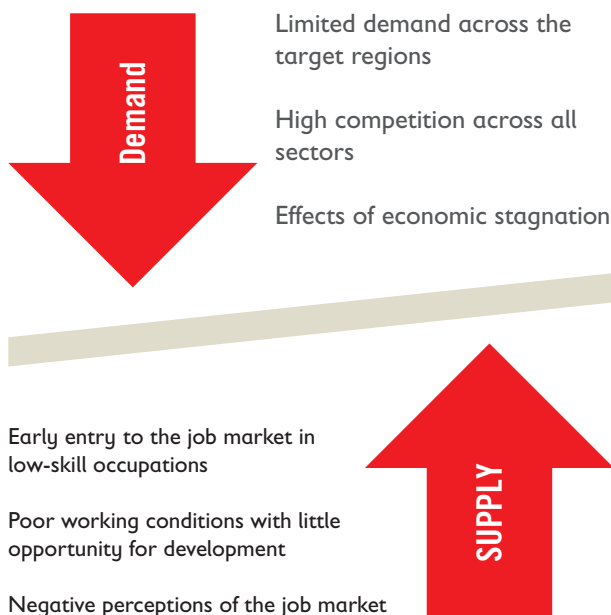 Demand
Limited demand across the
target regions
High competition across all
sectors
Effects of economic stagnation
Early entry to the job market in
low-skill occupations
Poor working conditions with little
opportunity for development
Negative perceptions of the job market
SUPPLY